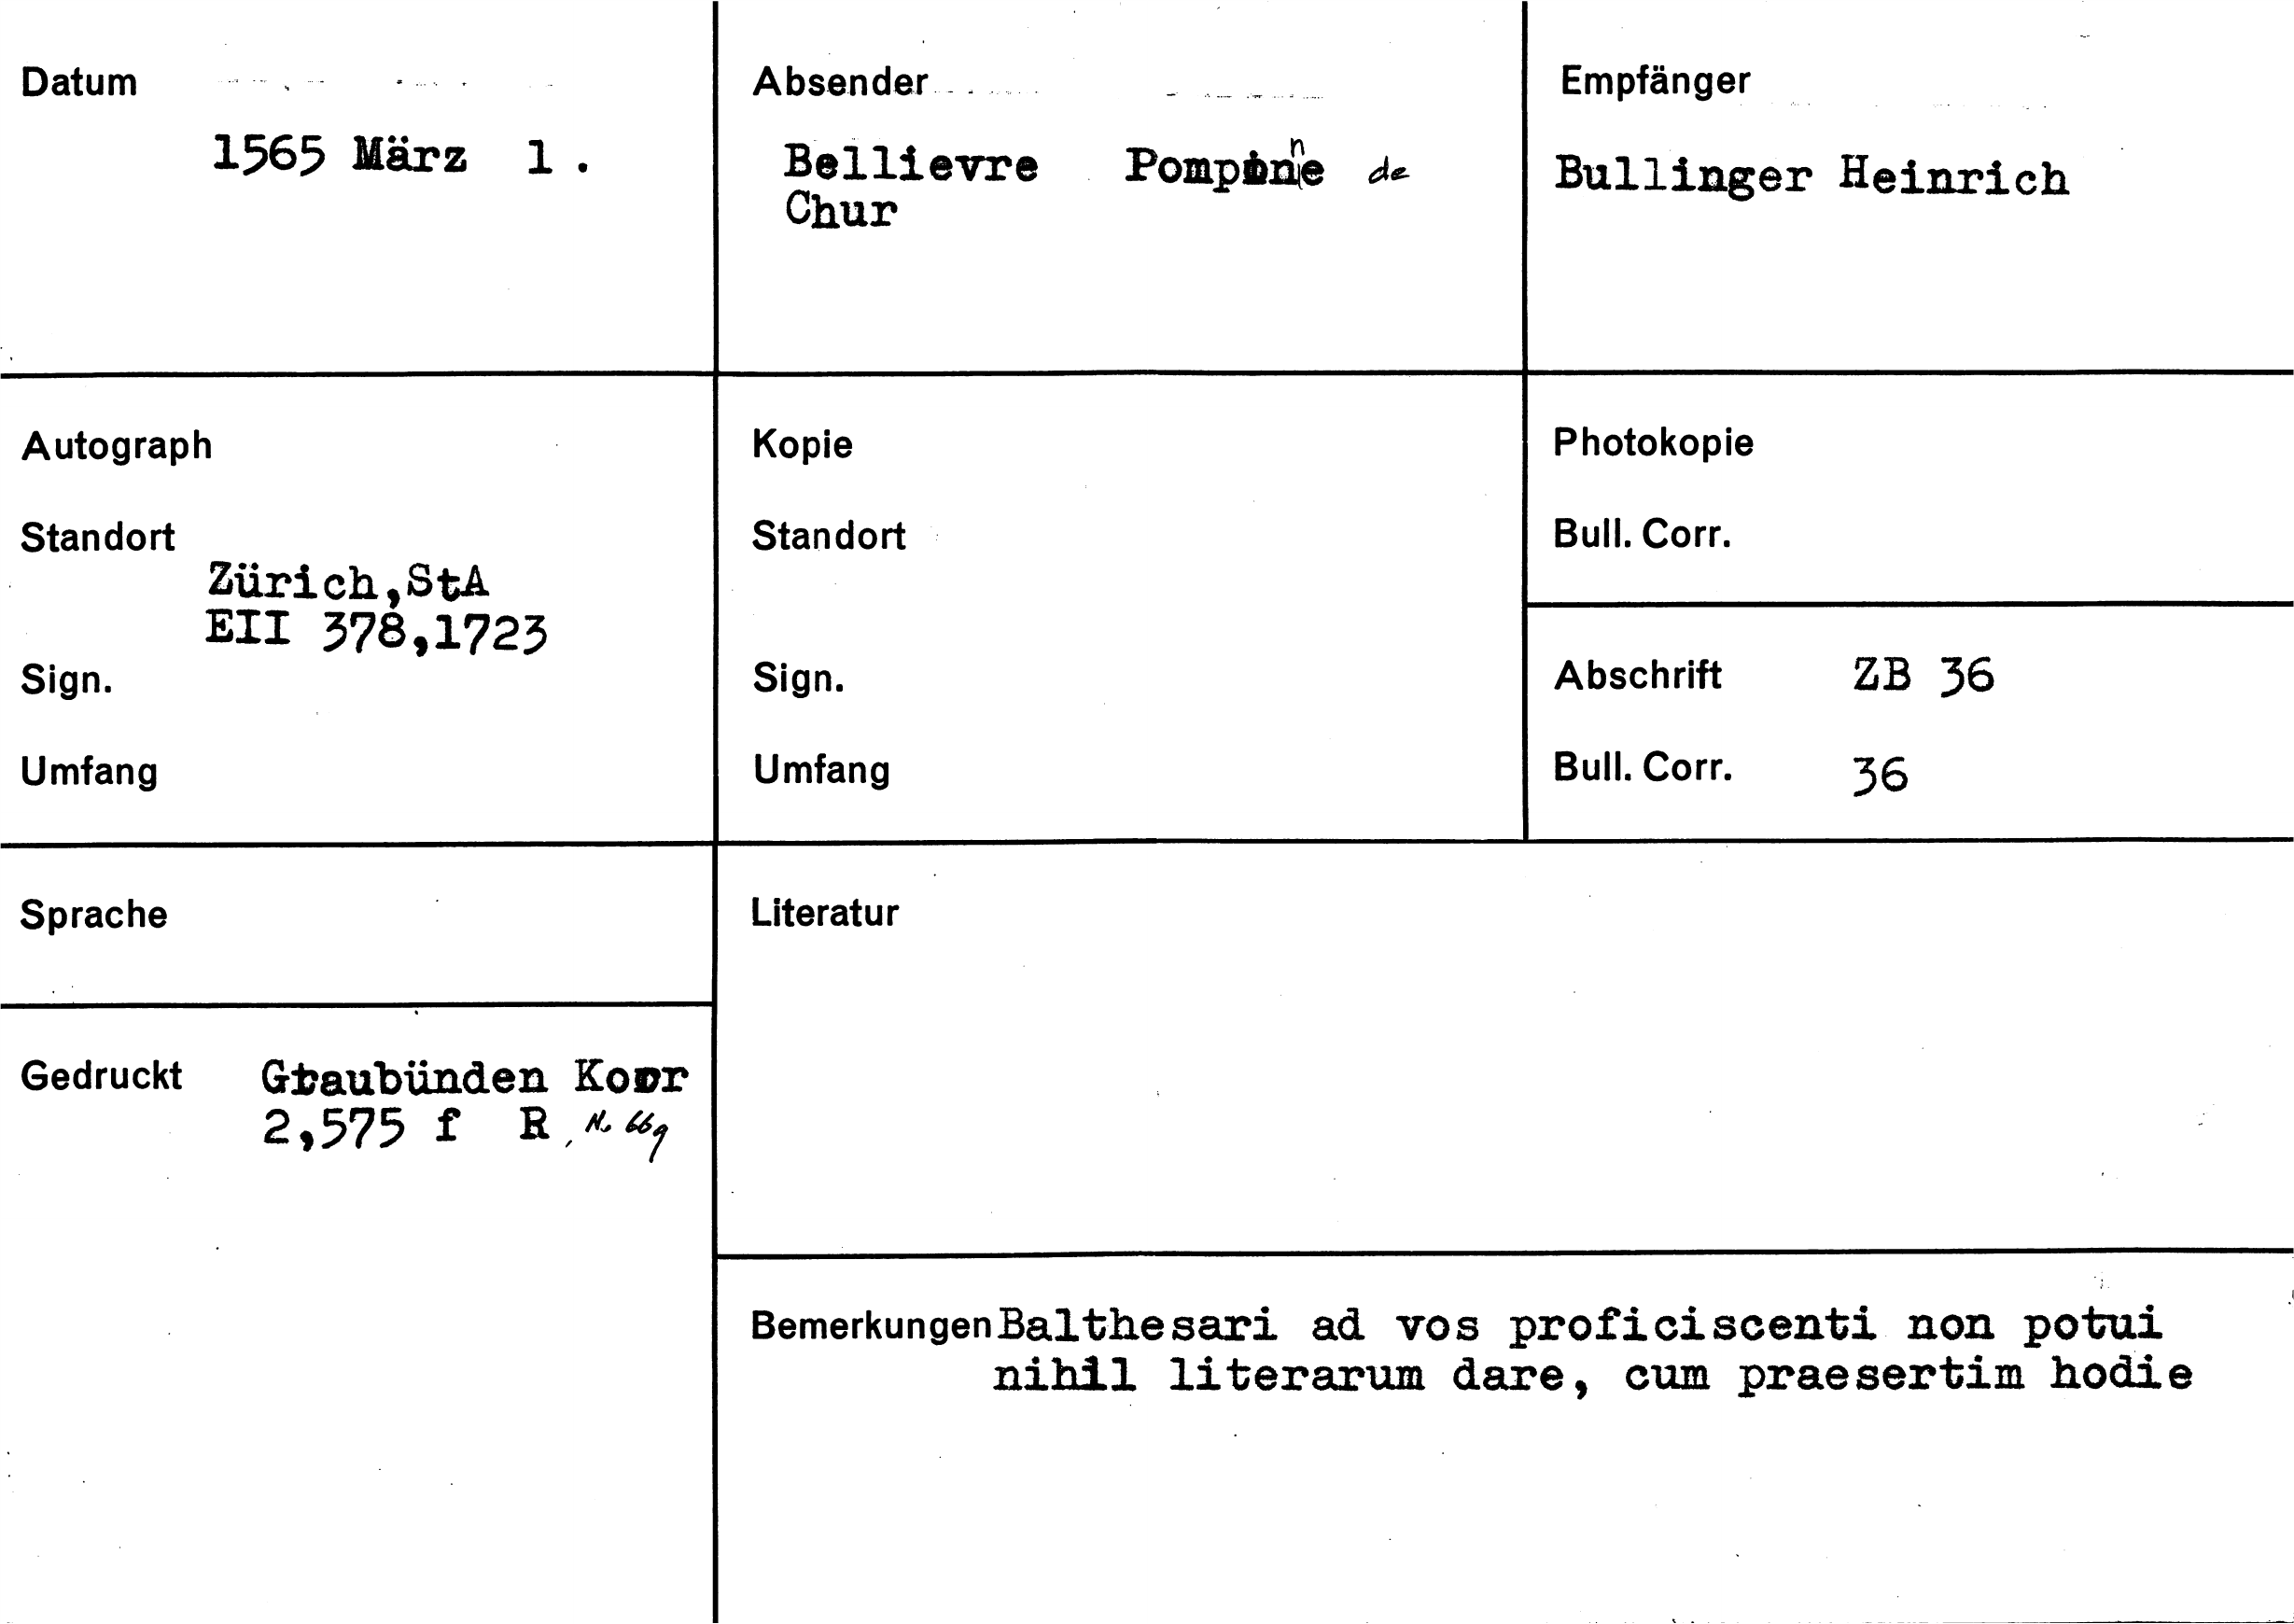 Datum
1565 März 1.
Absender
Bellievre Pomponne de
Chur
Empfänger
Bullinger Heinrich
Autograph
Standort
Zürich,StA
EII 378,1723
Sign.
Umfang
Kopie
Standort
Sign.
Umfang
Photokopie
Bull. Corr.
Abschrift ZB 36
Bull. Corr. 36
Sprache
Gedruckt Graubünden Korr
2,575 f R, No 669
Literatur
Bemerkungen Balthesari ad vos proficiscenti non potui
nihil literarum dare, cum praesertim hodie